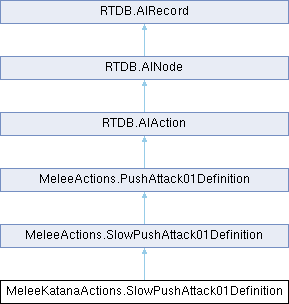 RTDB.AIRecord
RTDB.AINode
RTDB.AIAction
MeleeActions.PushAttack01Definition
MeleeActions.SlowPushAttack01Definition
MeleeKatanaActions.SlowPushAttack01Definition